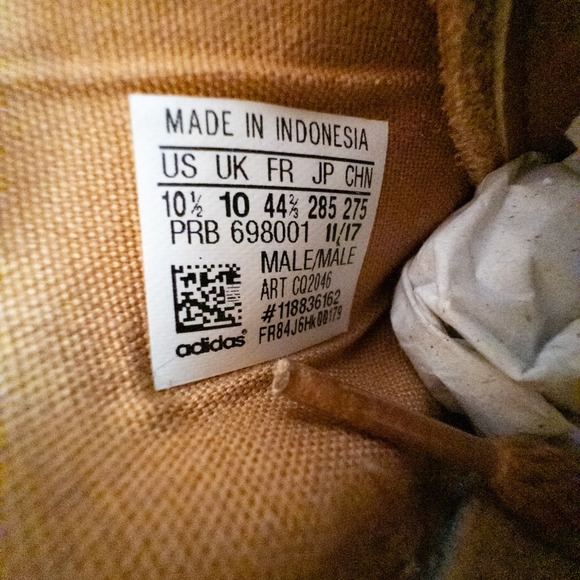 MADE IN INDONESIA
US UK FR JP CHN
10½ 10 44⅔ 285 275
PRB 698001 11/17
MALE/MALE
ART CQ2046
#118836162
adidas®